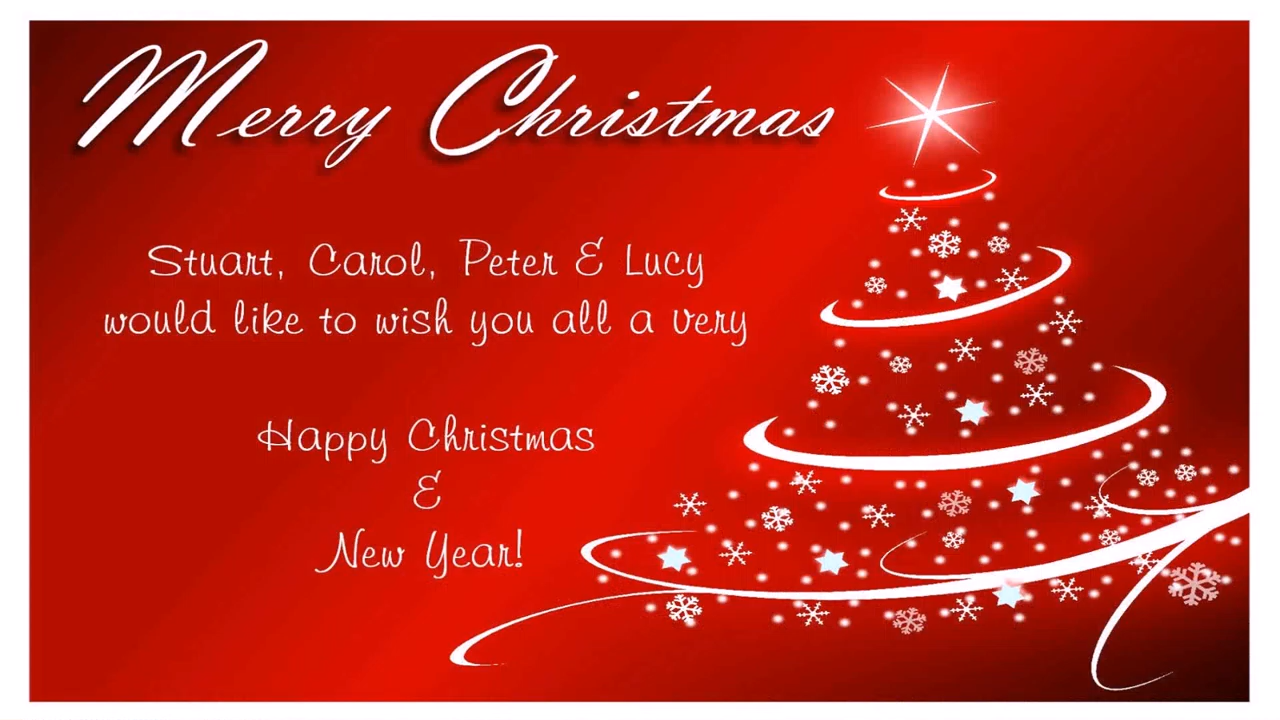 Merry Christmas
Stuart, Carol, Peter & Lucy
would like to wish you all a very
Happy Christmas
&
New Year!